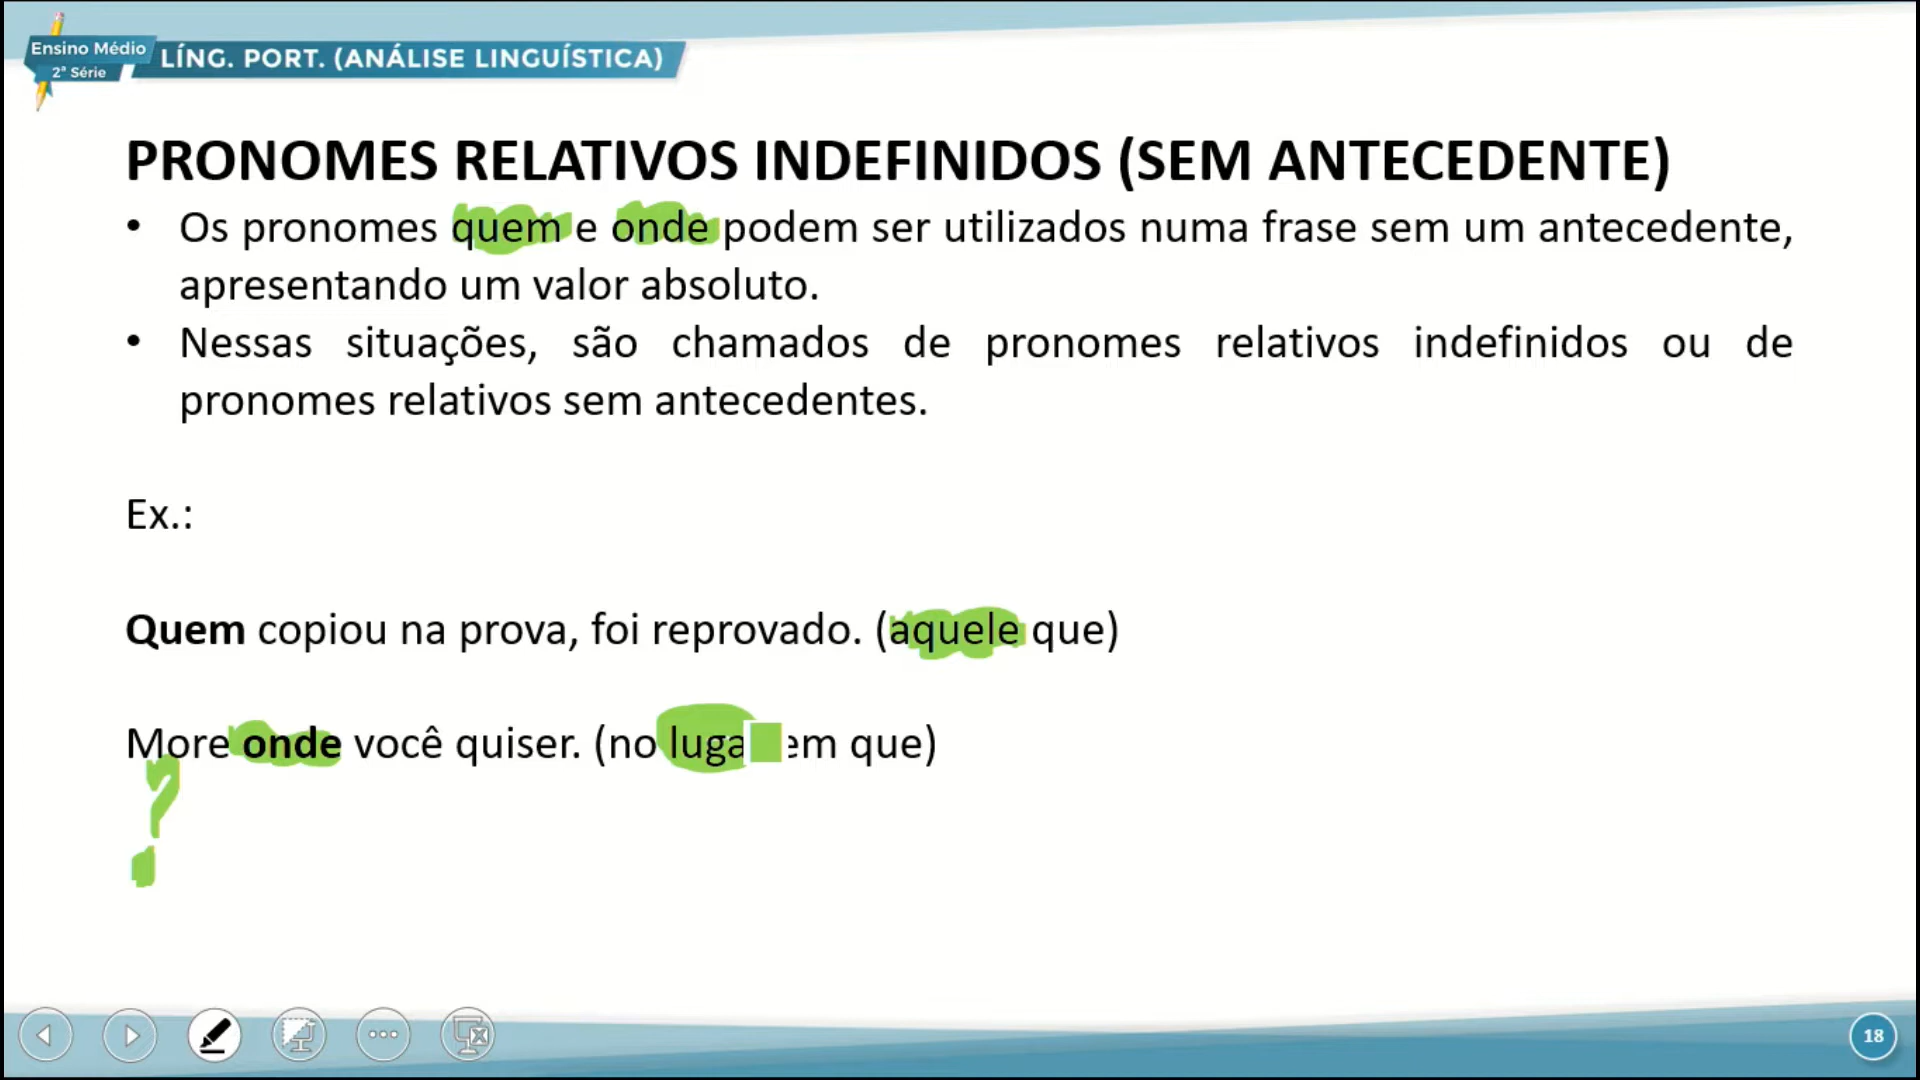 Ensino Médio
2ª Série
LÍNG. PORT. (ANÁLISE LINGUÍSTICA)
PRONOMES RELATIVOS INDEFINIDOS (SEM ANTECEDENTE)
• Os pronomes quem e onde podem ser utilizados numa frase sem um antecedente,
apresentando um valor absoluto.
• Nessas situações, são chamados de pronomes relativos indefinidos ou de
pronomes relativos sem antecedentes.
Ex.:
Quem copiou na prova, foi reprovado. (aquele que)
More onde você quiser. (no luga em que)
?
18